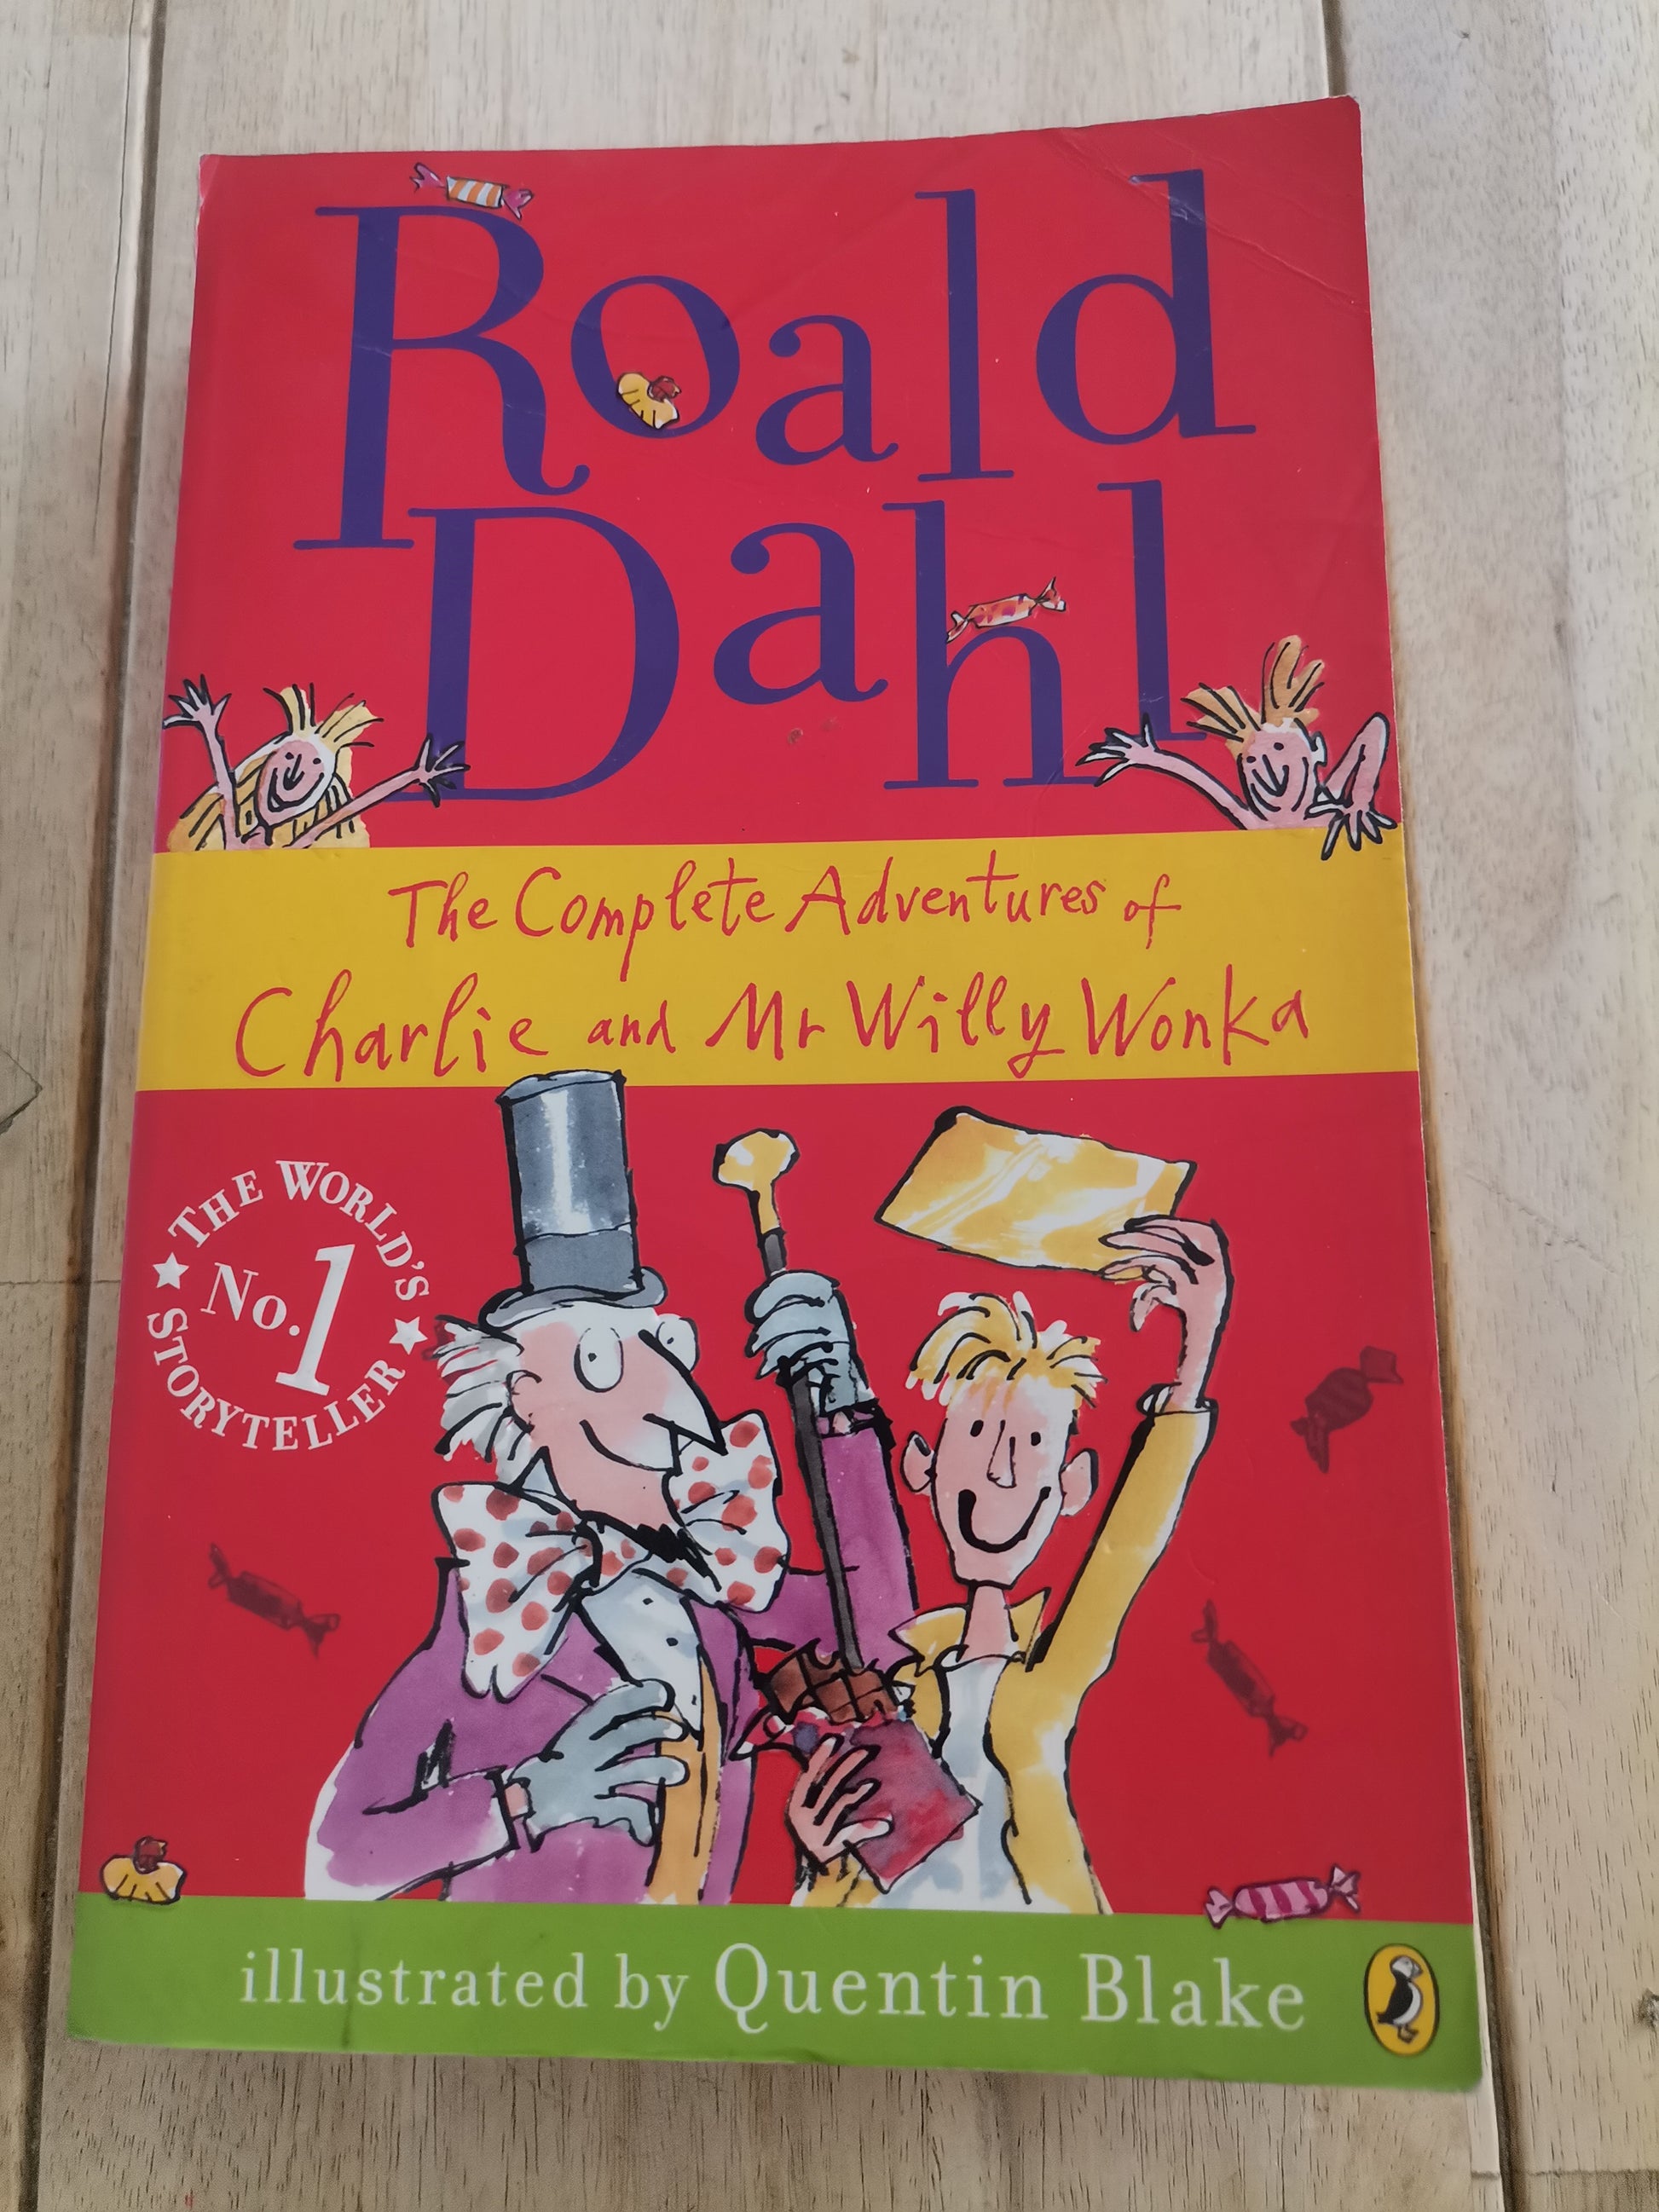 Roald
Dahl
The Complete Adventures of
Charlie and Mr Willy Wonka
THE WORLD'S
No.1
STORYTELLER
illustrated by Quentin Blake